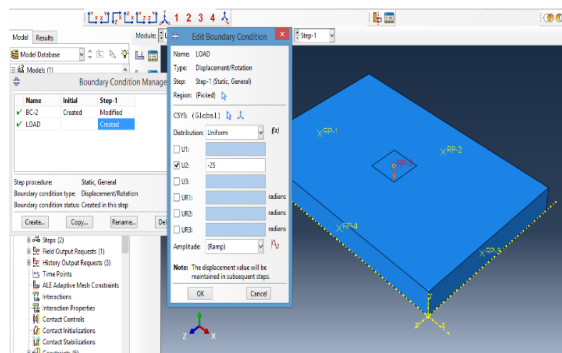 1 2 3 4
Model Results
Module:
Step-1
Model Database
Models (1)
Boundary Condition Manag
Name Initial Step-1
BC-2 Created Modified
LOAD Created
Step procedure: Static, General
Boundary condition type: Displacement/Rotation
Boundary condition status: Created in this step
Create... Copy... Rename... Del
Steps (2)
Field Output Requests (1)
History Output Requests (3)
Time Points
ALE Adaptive Mesh Constraints
Interactions
Interaction Properties
Contact Controls
Contact Initializations
Contact Stabilizations
Edit Boundary Condition
Name: LOAD
Type: Displacement/Rotation
Step: Step-1 (Static, General)
Region: (Picked)
CSYS: (Global)
Distribution: Uniform f(x)
U1:
U2: -25
U3:
UR1: radians
UR2: radians
UR3: radians
Amplitude: (Ramp)
Note: The displacement value will be
maintained in subsequent steps.
OK Cancel
RP-1
RP-2
RP-4
RP-3
Z X